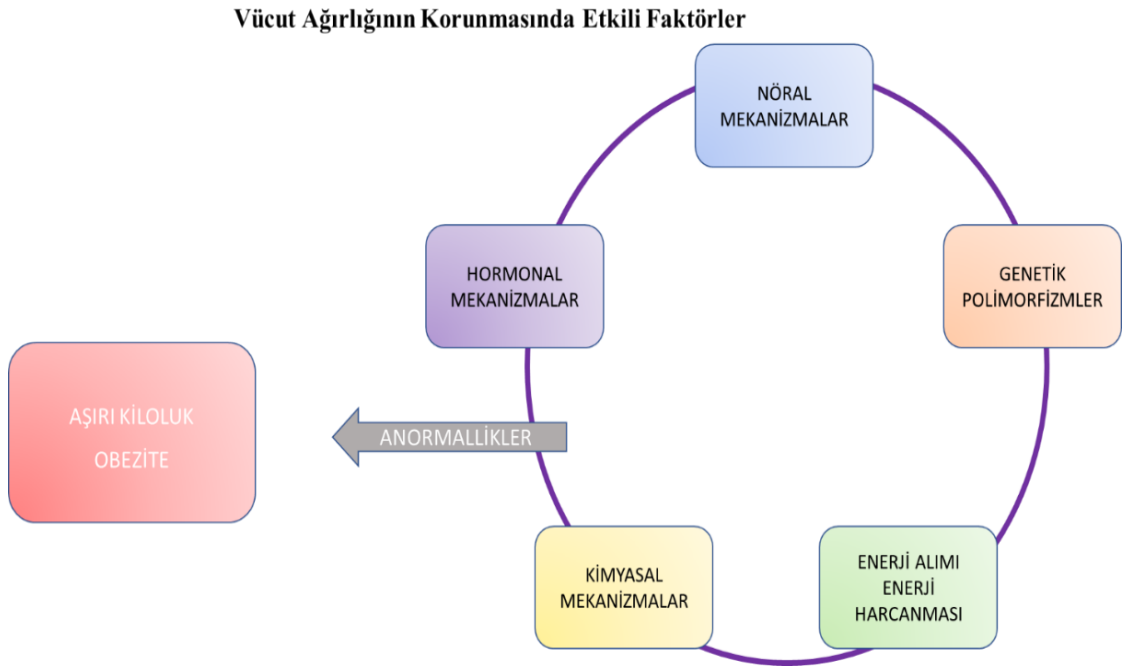 Vücut Ağırlığının Korunmasında Etkili Faktörler
NÖRAL
MEKANİZMALAR
HORMONAL
MEKANİZMALAR
GENETİK
POLİMORFİZMLER
AŞIRI KİLOLUK
OBEZİTE
ANORMALLİKLER
KİMYASAL
MEKANİZMALAR
ENERJİ ALIMI
ENERJİ
HARCANMASI